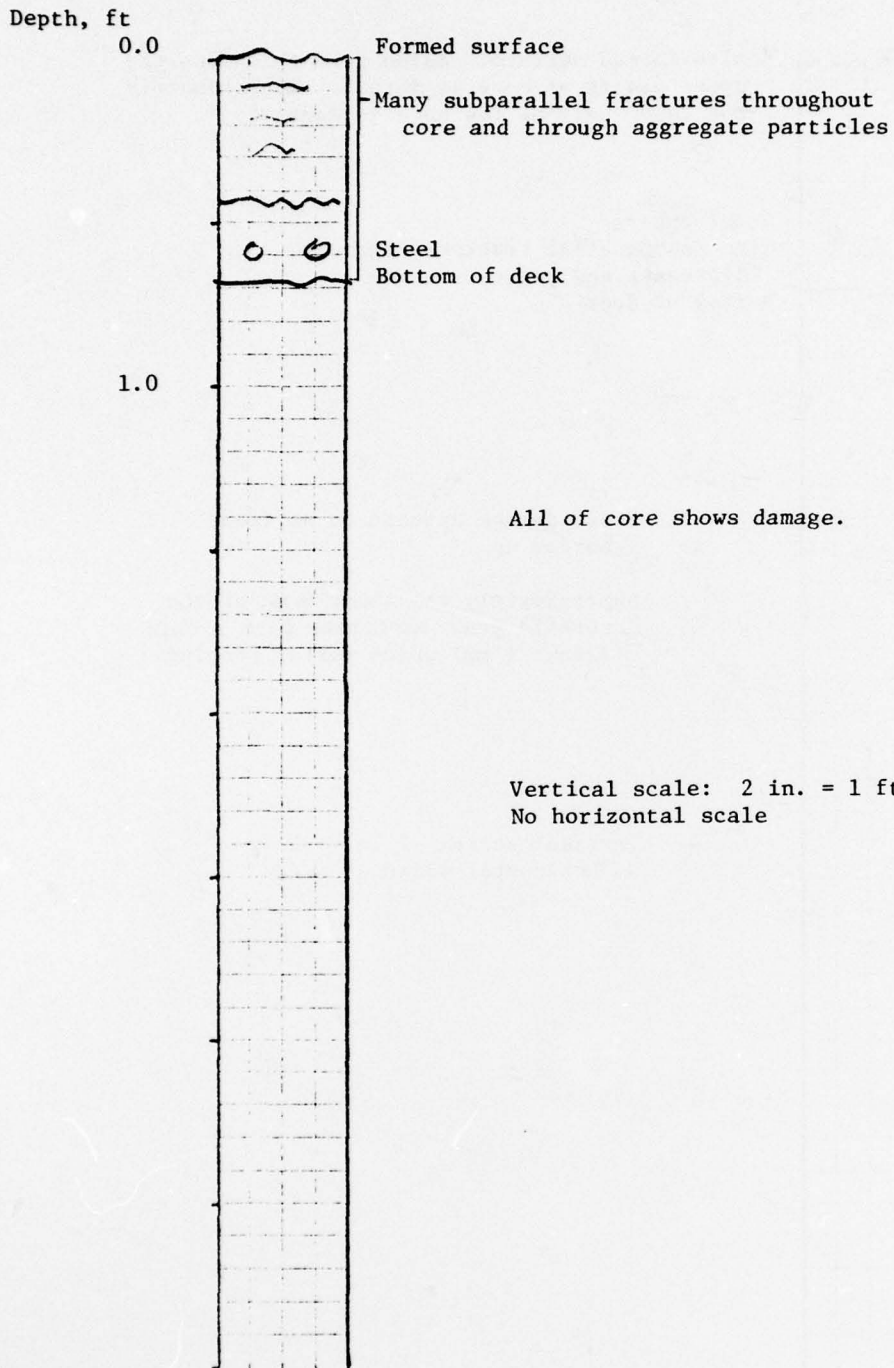 Depth, ft
0.0
Formed surface
Many subparallel fractures throughout
core and through aggregate particles
Steel
Bottom of deck
1.0
All of core shows damage.
Vertical scale: 2 in. = 1 ft
No horizontal scale